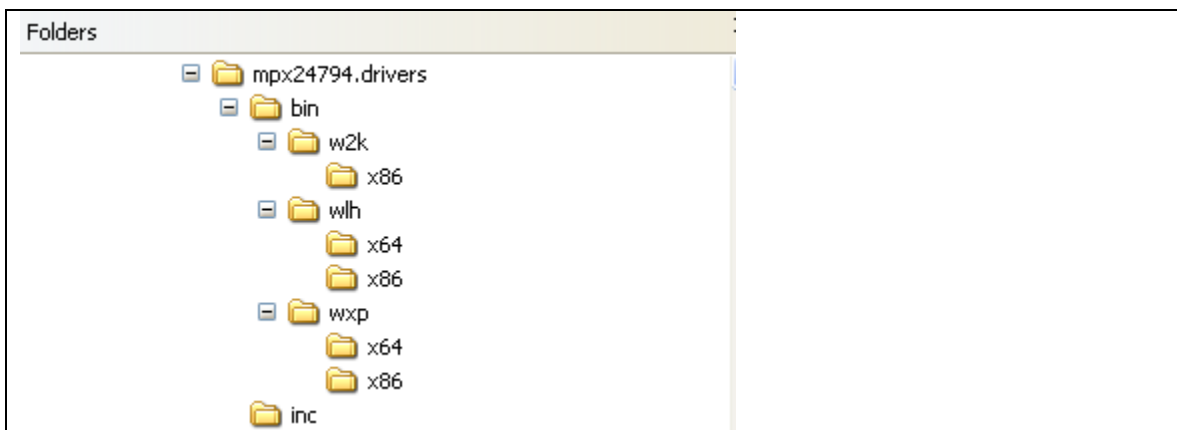 Folders
mpx24794.drivers
bin
w2k
x86
wlh
x64
x86
wxp
x64
x86
inc